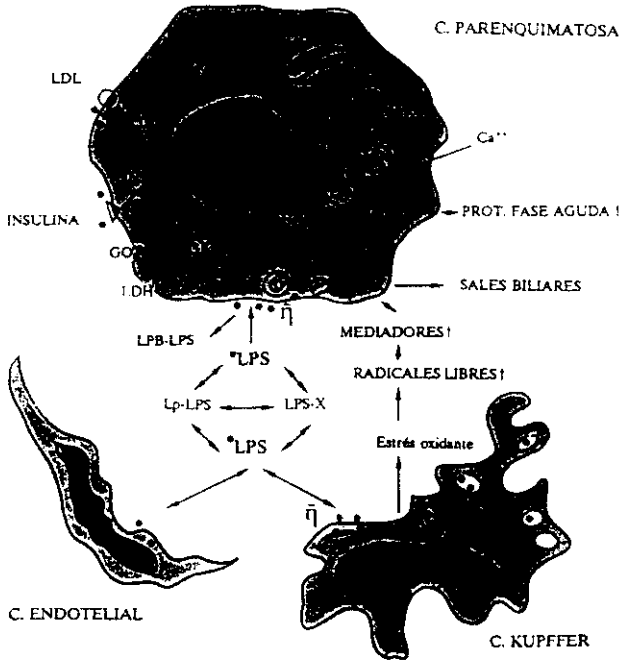 C. PARENQUIMATOSA
LDL
Ca⁺⁺
INSULINA
PROT. FASE AGUDA ↑
GO
LDH
SALES BILIARES
η̄
LPB-LPS
MEDIADORES↑
*LPS
RADICALES LIBRES↑
Lp-LPS
LPS-X
Estrés oxidante
*LPS
η̄
C. ENDOTELIAL
C. KUPFFER